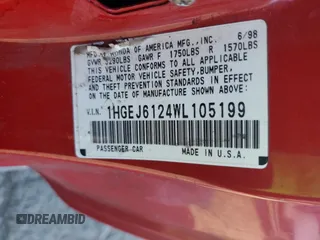 6/98
MFD. BY HONDA OF AMERICA MFG., INC.
GVWR 3290LBS GAWR F 1750LBS R 1570LBS
THIS VEHICLE CONFORMS TO ALL APPLICABLE
FEDERAL MOTOR VEHICLE SAFETY, BUMPER,
AND THEFT PREVENTION STANDARDS IN EFFECT
ON THE DATE OF MANUFACTURE SHOWN ABOVE.
V.I.N. 1HGEJ6124WL105199
PASSENGER CAR
MADE IN U.S.A.
DREAMBID